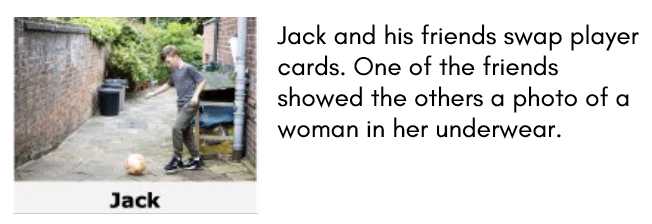 Jack and his friends swap player
cards. One of the friends
showed the others a photo of a
woman in her underwear.
Jack